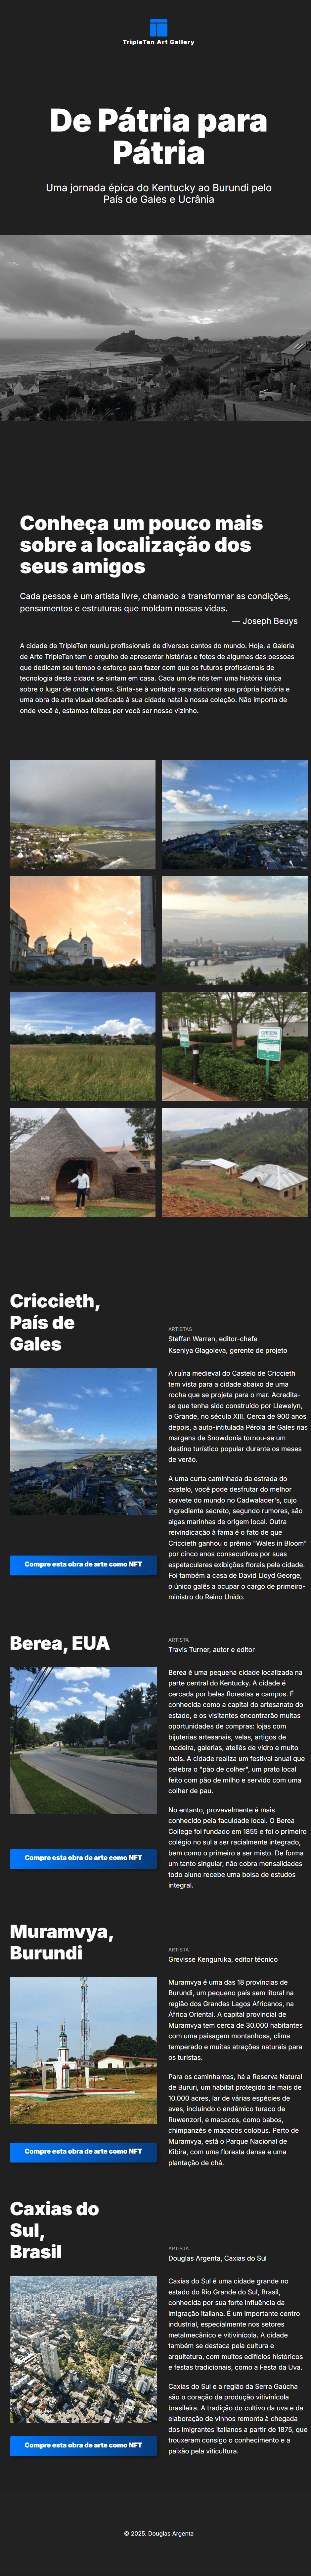 TripleTen Art Gallery
De Pátria para
Pátria
Uma jornada épica do Kentucky ao Burundi pelo
País de Gales e Ucrânia
Conheça um pouco mais
sobre a localização dos
seus amigos
Cada pessoa é um artista livre, chamado a transformar as condições,
pensamentos e estruturas que moldam nossas vidas.
— Joseph Beuys
A cidade de TripleTen reuniu profissionais de diversos cantos do mundo. Hoje, a Galeria
de Arte TripleTen tem o orgulho de apresentar histórias e fotos de algumas das pessoas
que dedicam seu tempo e esforço para fazer com que os futuros profissionais de
tecnologia desta cidade se sintam em casa. Cada um de nós tem uma história única
sobre o lugar de onde viemos. Sinta-se à vontade para adicionar sua própria história e
uma obra de arte visual dedicada à sua cidade natal à nossa coleção. Não importa de
onde você é, estamos felizes por você ser nosso vizinho.
GREEN
Criccieth,
País de
Gales
ARTISTAS
Steffan Warren, editor-chefe
Kseniya Glagoleva, gerente de projeto
A ruína medieval do Castelo de Criccieth
tem vista para a cidade abaixo de uma
rocha que se projeta para o mar. Acredita-
se que tenha sido construído por Llewelyn,
o Grande, no século XIII. Cerca de 900 anos
depois, a auto-intitulada Pérola de Gales nas
margens de Snowdonia tornou-se um
destino turístico popular durante os meses
de verão.
A uma curta caminhada da estrada do
castelo, você pode desfrutar do melhor
sorvete do mundo no Cadwalader's, cujo
ingrediente secreto, segundo rumores, são
algas marinhas de origem local. Outra
reivindicação à fama é o fato de que
Criccieth ganhou o prêmio "Wales in Bloom"
por cinco anos consecutivos por suas
espetaculares exibições florais pela cidade.
Foi também a casa de David Lloyd George,
o único galês a ocupar o cargo de primeiro-
ministro do Reino Unido.
Compre esta obra de arte como NFT
Berea, EUA
ARTISTA
Travis Turner, autor e editor
Berea é uma pequena cidade localizada na
parte central do Kentucky. A cidade é
cercada por belas florestas e campos. É
conhecida como a capital do artesanato do
estado, e os visitantes encontrarão muitas
oportunidades de compras: lojas com
bijuterias artesanais, velas, artigos de
madeira, galerias, ateliês de vidro e muito
mais. A cidade realiza um festival anual que
celebra o "pão de colher", um prato local
feito com pão de milho e servido com uma
colher de pau.
No entanto, provavelmente é mais
conhecido pela faculdade local. O Berea
College foi fundado em 1855 e foi o primeiro
colégio no sul a ser racialmente integrado,
bem como o primeiro a ser misto. De forma
um tanto singular, não cobra mensalidades -
todo aluno recebe uma bolsa de estudos
integral.
Compre esta obra de arte como NFT
Muramvya,
Burundi
ARTISTA
Grevisse Kenguruka, editor técnico
Muramvya é uma das 18 províncias de
Burundi, um pequeno país sem litoral na
região dos Grandes Lagos Africanos, na
África Oriental. A capital provincial de
Muramvya tem cerca de 30.000 habitantes
com uma paisagem montanhosa, clima
temperado e muitas atrações naturais para
os turistas.
Para os caminhantes, há a Reserva Natural
de Bururi, um habitat protegido de mais de
10.000 acres, lar de várias espécies de
aves, incluindo o endêmico turaco de
Ruwenzori, e macacos, como babos,
chimpanzés e macacos colobus. Perto de
Muramvya, está o Parque Nacional de
Kibira, com uma floresta densa e uma
plantação de chá.
Compre esta obra de arte como NFT
Caxias do
Sul,
Brasil
ARTISTA
Douglas Argenta, Caxias do Sul
Caxias do Sul é uma cidade grande no
estado do Rio Grande do Sul, Brasil,
conhecida por sua forte influência da
imigração italiana. É um importante centro
industrial, especialmente nos setores
metalmecânico e vitivinícola. A cidade
também se destaca pela cultura e
arquitetura, com muitos edifícios históricos
e festas tradicionais, como a Festa da Uva.
Caxias do Sul e a região da Serra Gaúcha
são o coração da produção vitivinícola
brasileira. A tradição do cultivo da uva e da
elaboração de vinhos remonta à chegada
dos imigrantes italianos a partir de 1875, que
trouxeram consigo o conhecimento e a
paixão pela viticultura.
Compre esta obra de arte como NFT
© 2025. Douglas Argenta